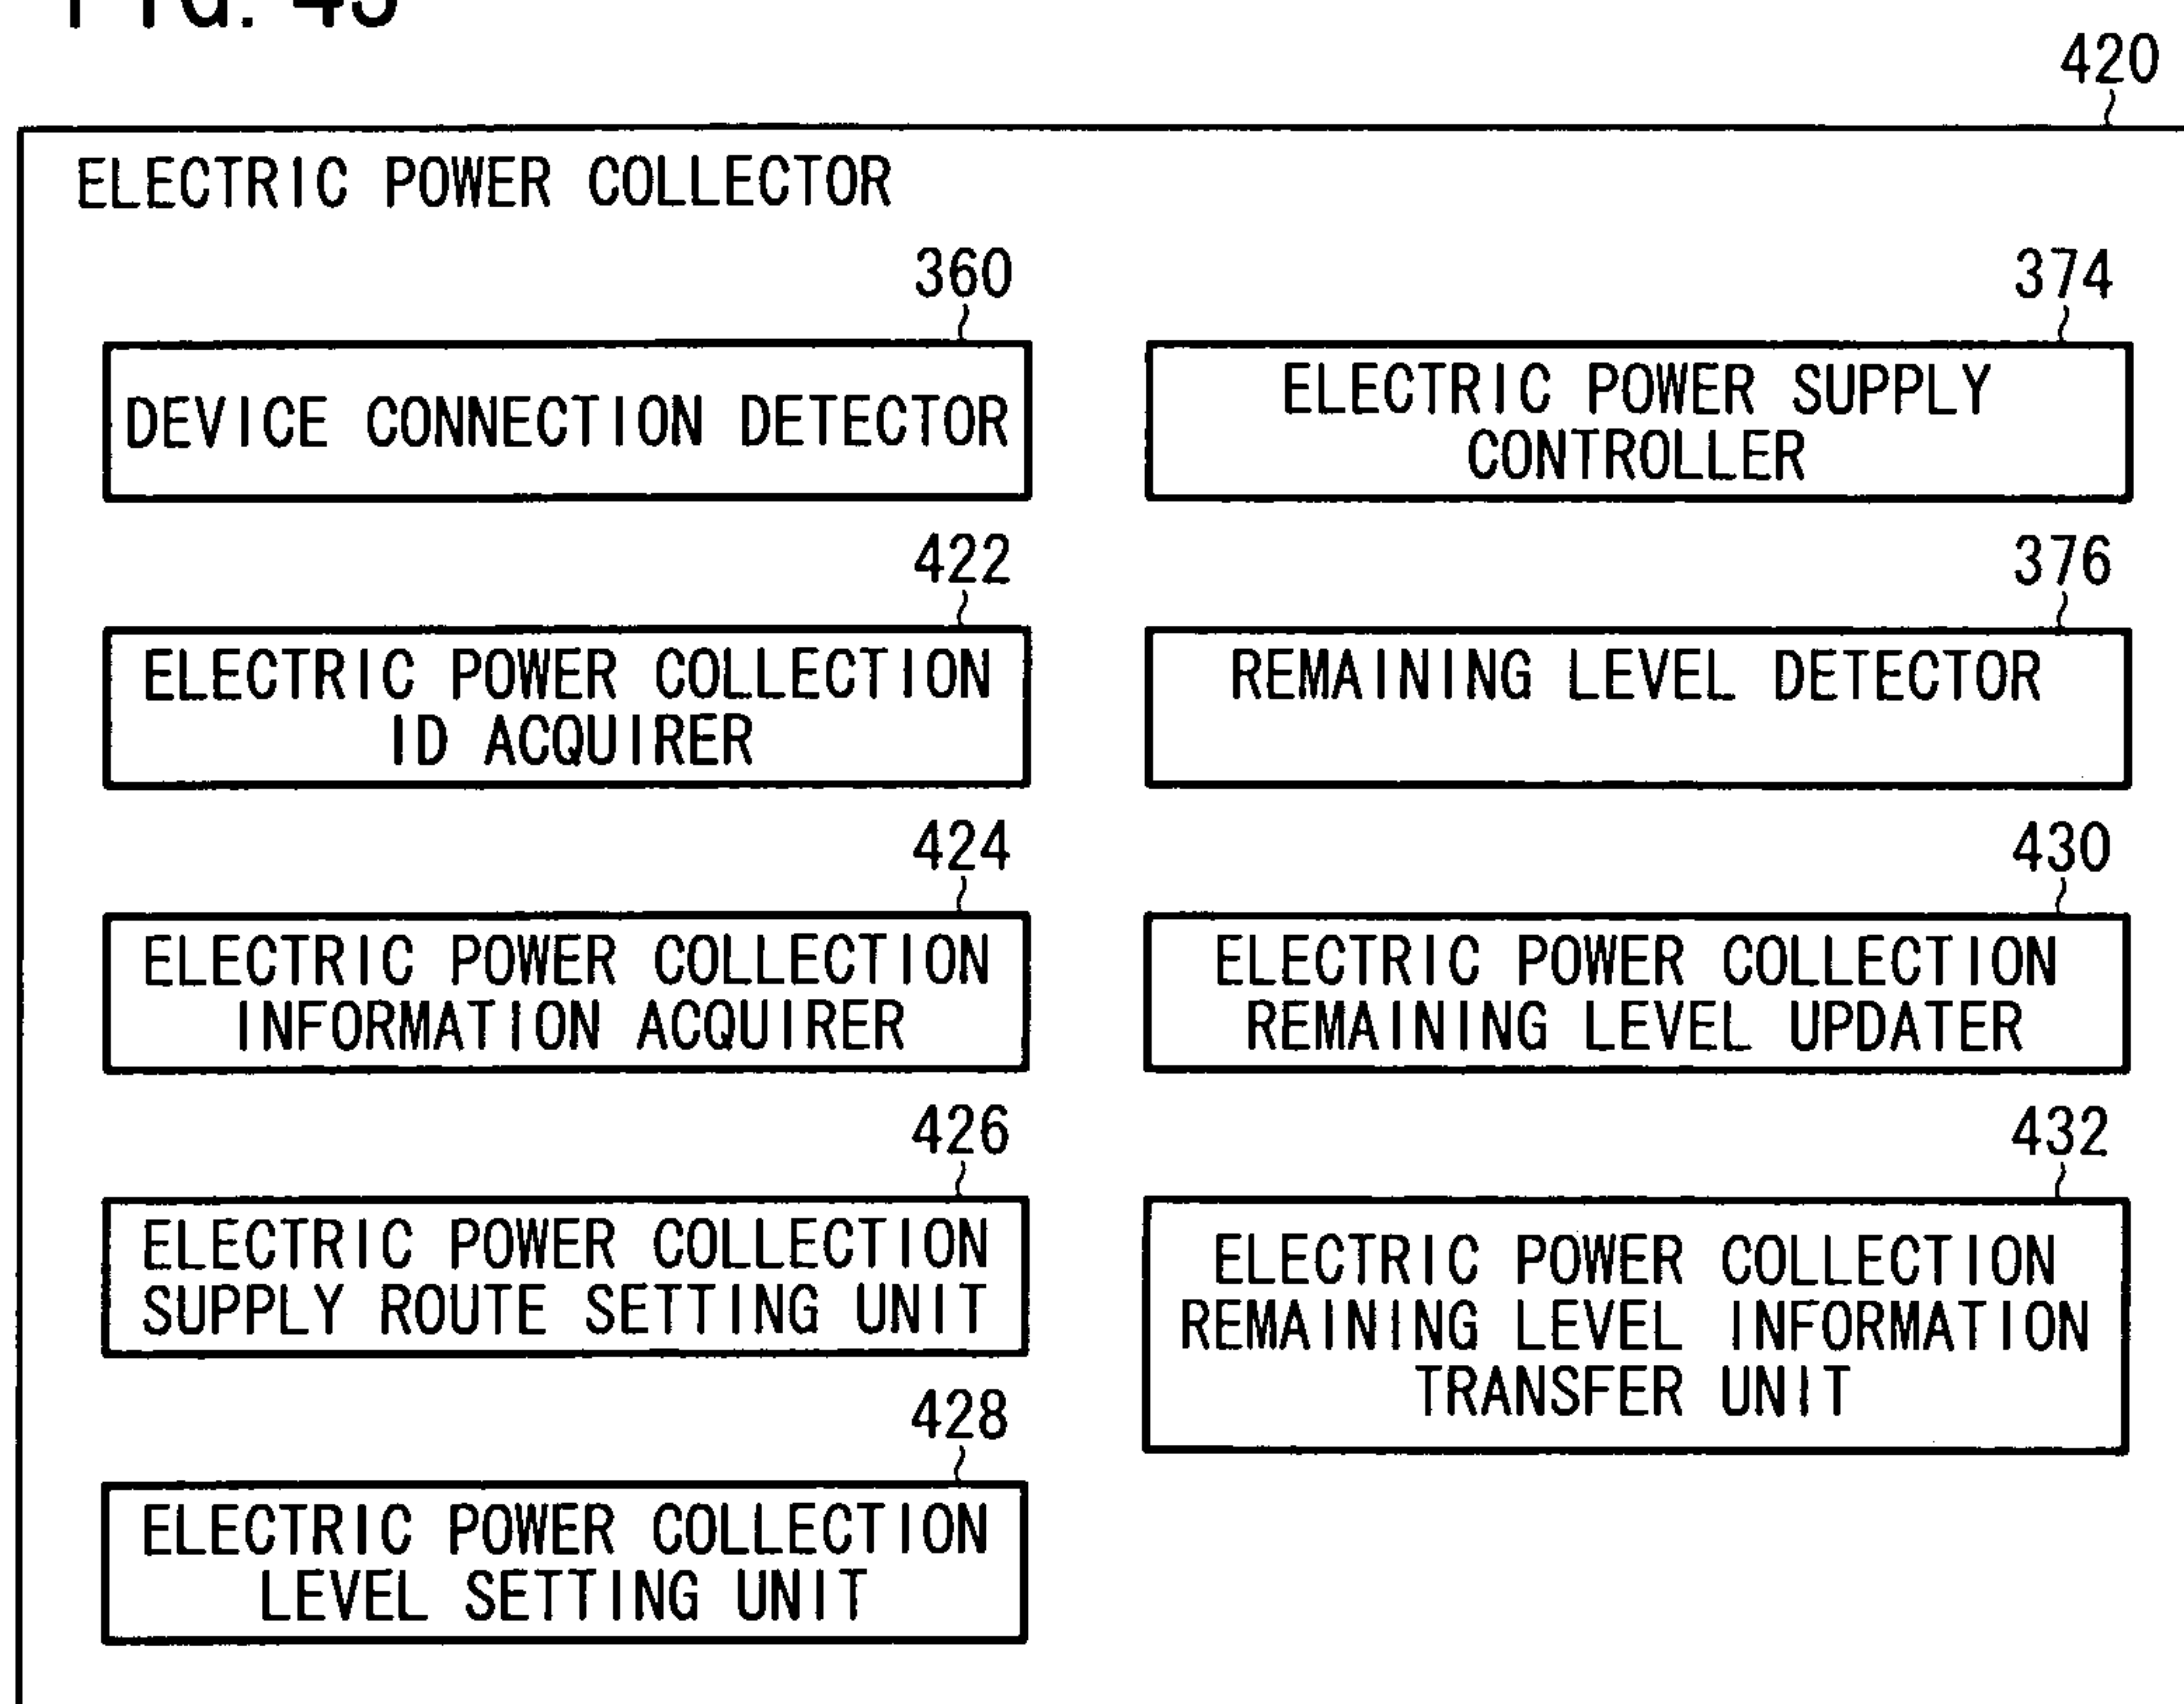 FIG. 43
420
ELECTRIC POWER COLLECTOR
360
DEVICE CONNECTION DETECTOR
422
ELECTRIC POWER COLLECTION
ID ACQUIRER
424
ELECTRIC POWER COLLECTION
INFORMATION ACQUIRER
426
ELECTRIC POWER COLLECTION
SUPPLY ROUTE SETTING UNIT
428
ELECTRIC POWER COLLECTION
LEVEL SETTING UNIT
374
ELECTRIC POWER SUPPLY
CONTROLLER
376
REMAINING LEVEL DETECTOR
430
ELECTRIC POWER COLLECTION
REMAINING LEVEL UPDATER
432
ELECTRIC POWER COLLECTION
REMAINING LEVEL INFORMATION
TRANSFER UNIT